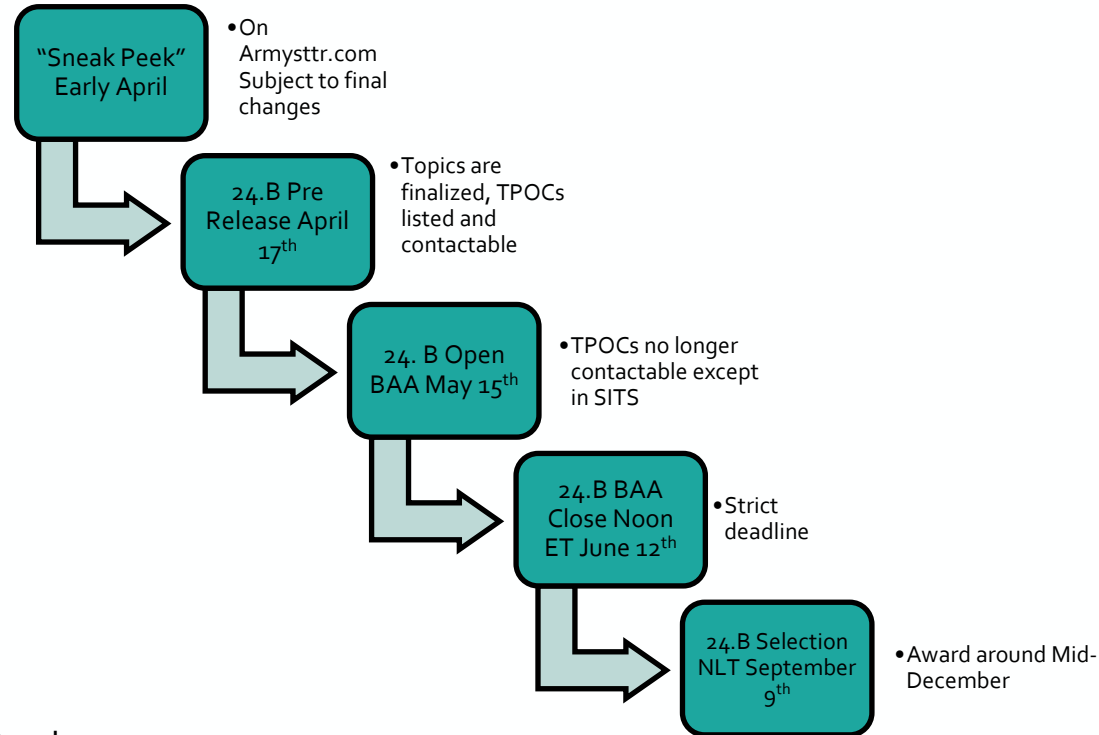 “Sneak Peek”
Early April
•On
Armysttr.com
Subject to final
changes
24.B Pre
Release April
17th
•Topics are
finalized, TPOCs
listed and
contactable
24. B Open
BAA May 15th
•TPOCs no longer
contactable except
in SITS
24.B BAA
Close Noon
ET June 12th
•Strict
deadline
24.B Selection
NLT September
9th
•Award around Mid-
December